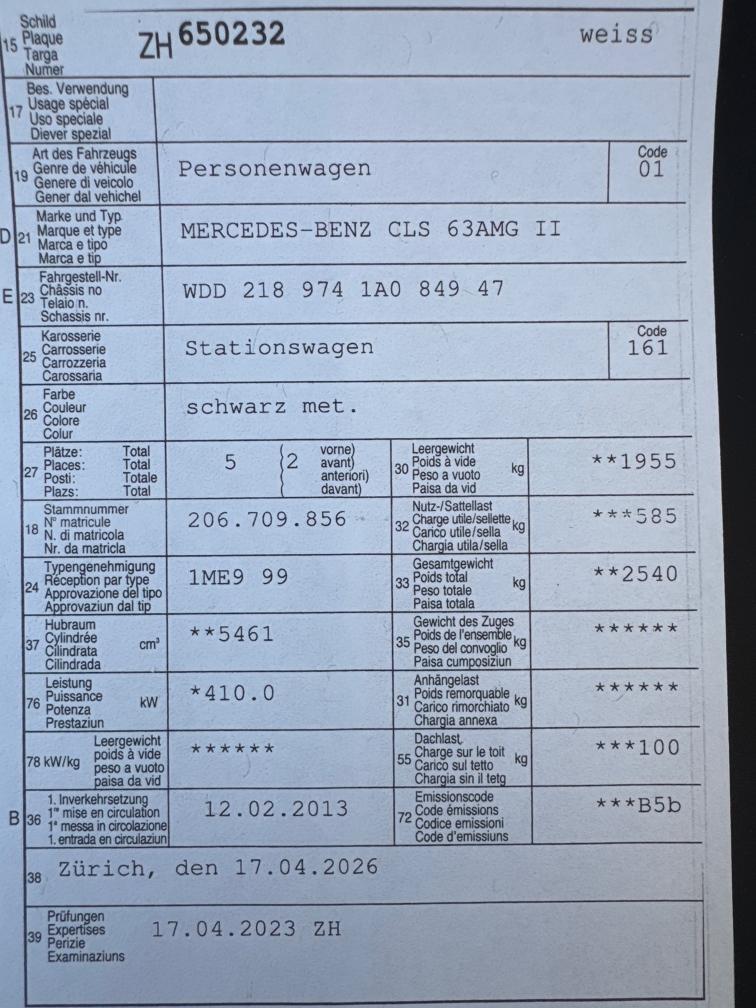 15 Schild
Plaque
Targa
Numer
ZH 650232 weiss
17 Bes. Verwendung
Usage spécial
Uso speciale
Diever spezial
19 Art des Fahrzeugs
Genre de véhicule
Genere di veicolo
Gener dal vehichel
Personenwagen
Code
01
D 21 Marke und Typ
Marque et type
Marca e tipo
Marca e tip
MERCEDES-BENZ CLS 63AMG II
E 23 Fahrgestell-Nr.
Châssis no
Telaio n.
Schassis nr.
WDD 218 974 1A0 849 47
25 Karosserie
Carrosserie
Carrozzeria
Carossaria
Stationswagen
Code
161
26 Farbe
Couleur
Colore
Colur
schwarz met.
27 Plätze: Total
Places: Total
Posti: Totale
Plazs: Total
5 (2 vorne)
avant)
anteriori)
davant)
30 Leergewicht
Poids à vide
Peso a vuoto
Paisa da vid
kg **1955
18 Stammnummer
N° matricule
N. di matricola
Nr. da matricla
206.709.856
32 Nutz-/Sattellast
Charge utile/sellette
Carico utile/sella
Chargia utila/sella
kg ***585
24 Typengenehmigung
Réception par type
Approvazione del tipo
Approvaziun dal tip
1ME9 99
33 Gesamtgewicht
Poids total
Peso totale
Paisa totala
kg **2540
37 Hubraum
Cylindrée
Cilindrata
Cilindrada
cm³ **5461
35 Gewicht des Zuges
Poids de l'ensemble
Peso del convoglio
Paisa cumposiziun
kg ******
76 Leistung
Puissance
Potenza
Prestaziun
kW *410.0
31 Anhängelast
Poids remorquable
Carico rimorchiato
Chargia annexa
kg ******
78 kW/kg Leergewicht
poids à vide
peso a vuoto
paisa da vid
******
55 Dachlast
Charge sur le toit
Carico sul tetto
Chargia sin il tetg
kg ***100
B 36 1. Inverkehrsetzung
1re mise en circulation
1a messa in circolazione
1. entrada en circulaziun
12.02.2013
72 Emissionscode
Code émissions
Codice emissioni
Code d'emissiuns
***B5b
38 Zürich, den 17.04.2026
39 Prüfungen
Expertises
Perizie
Examinaziuns
17.04.2023 ZH